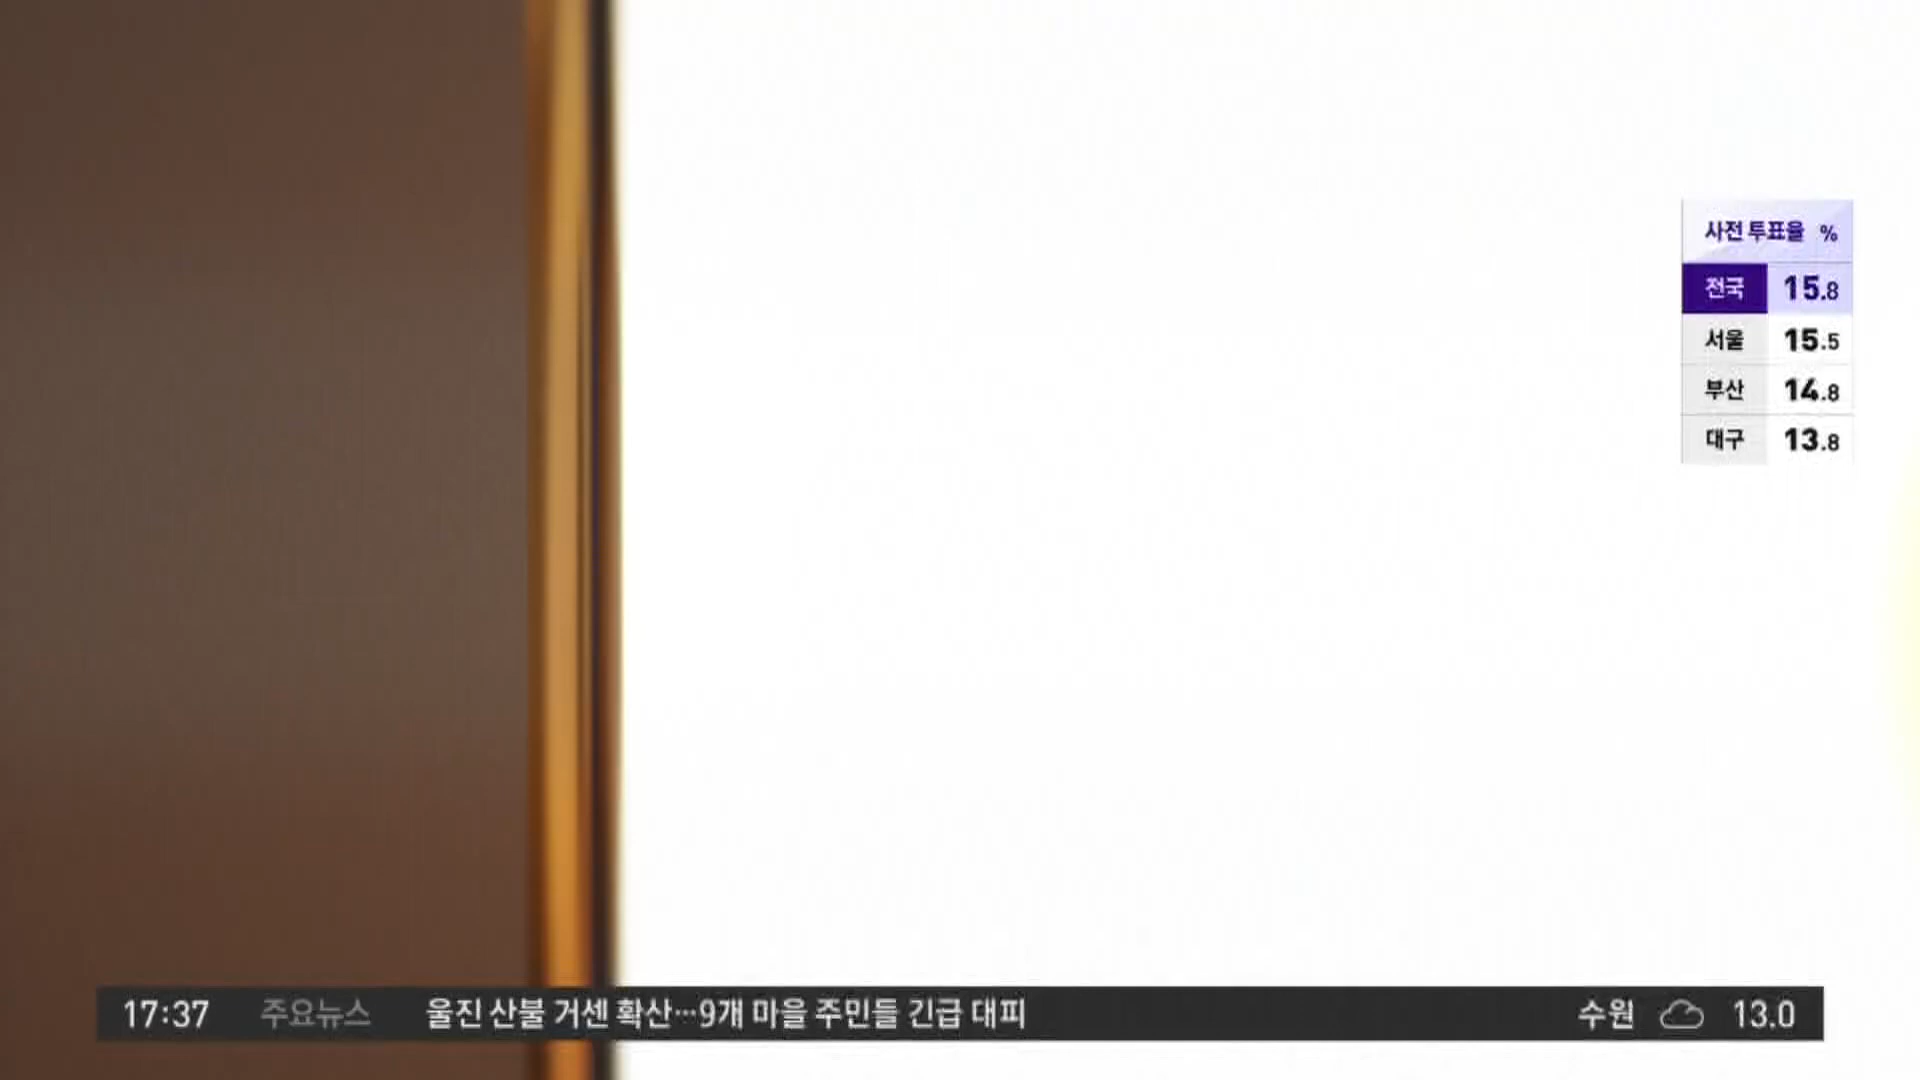 사전 투표율 %
전국 15.8
서울 15.5
부산 14.8
대구 13.8
17:37 주요뉴스 울진 산불 거센 확산…9개 마을 주민들 긴급 대피 수원 13.0